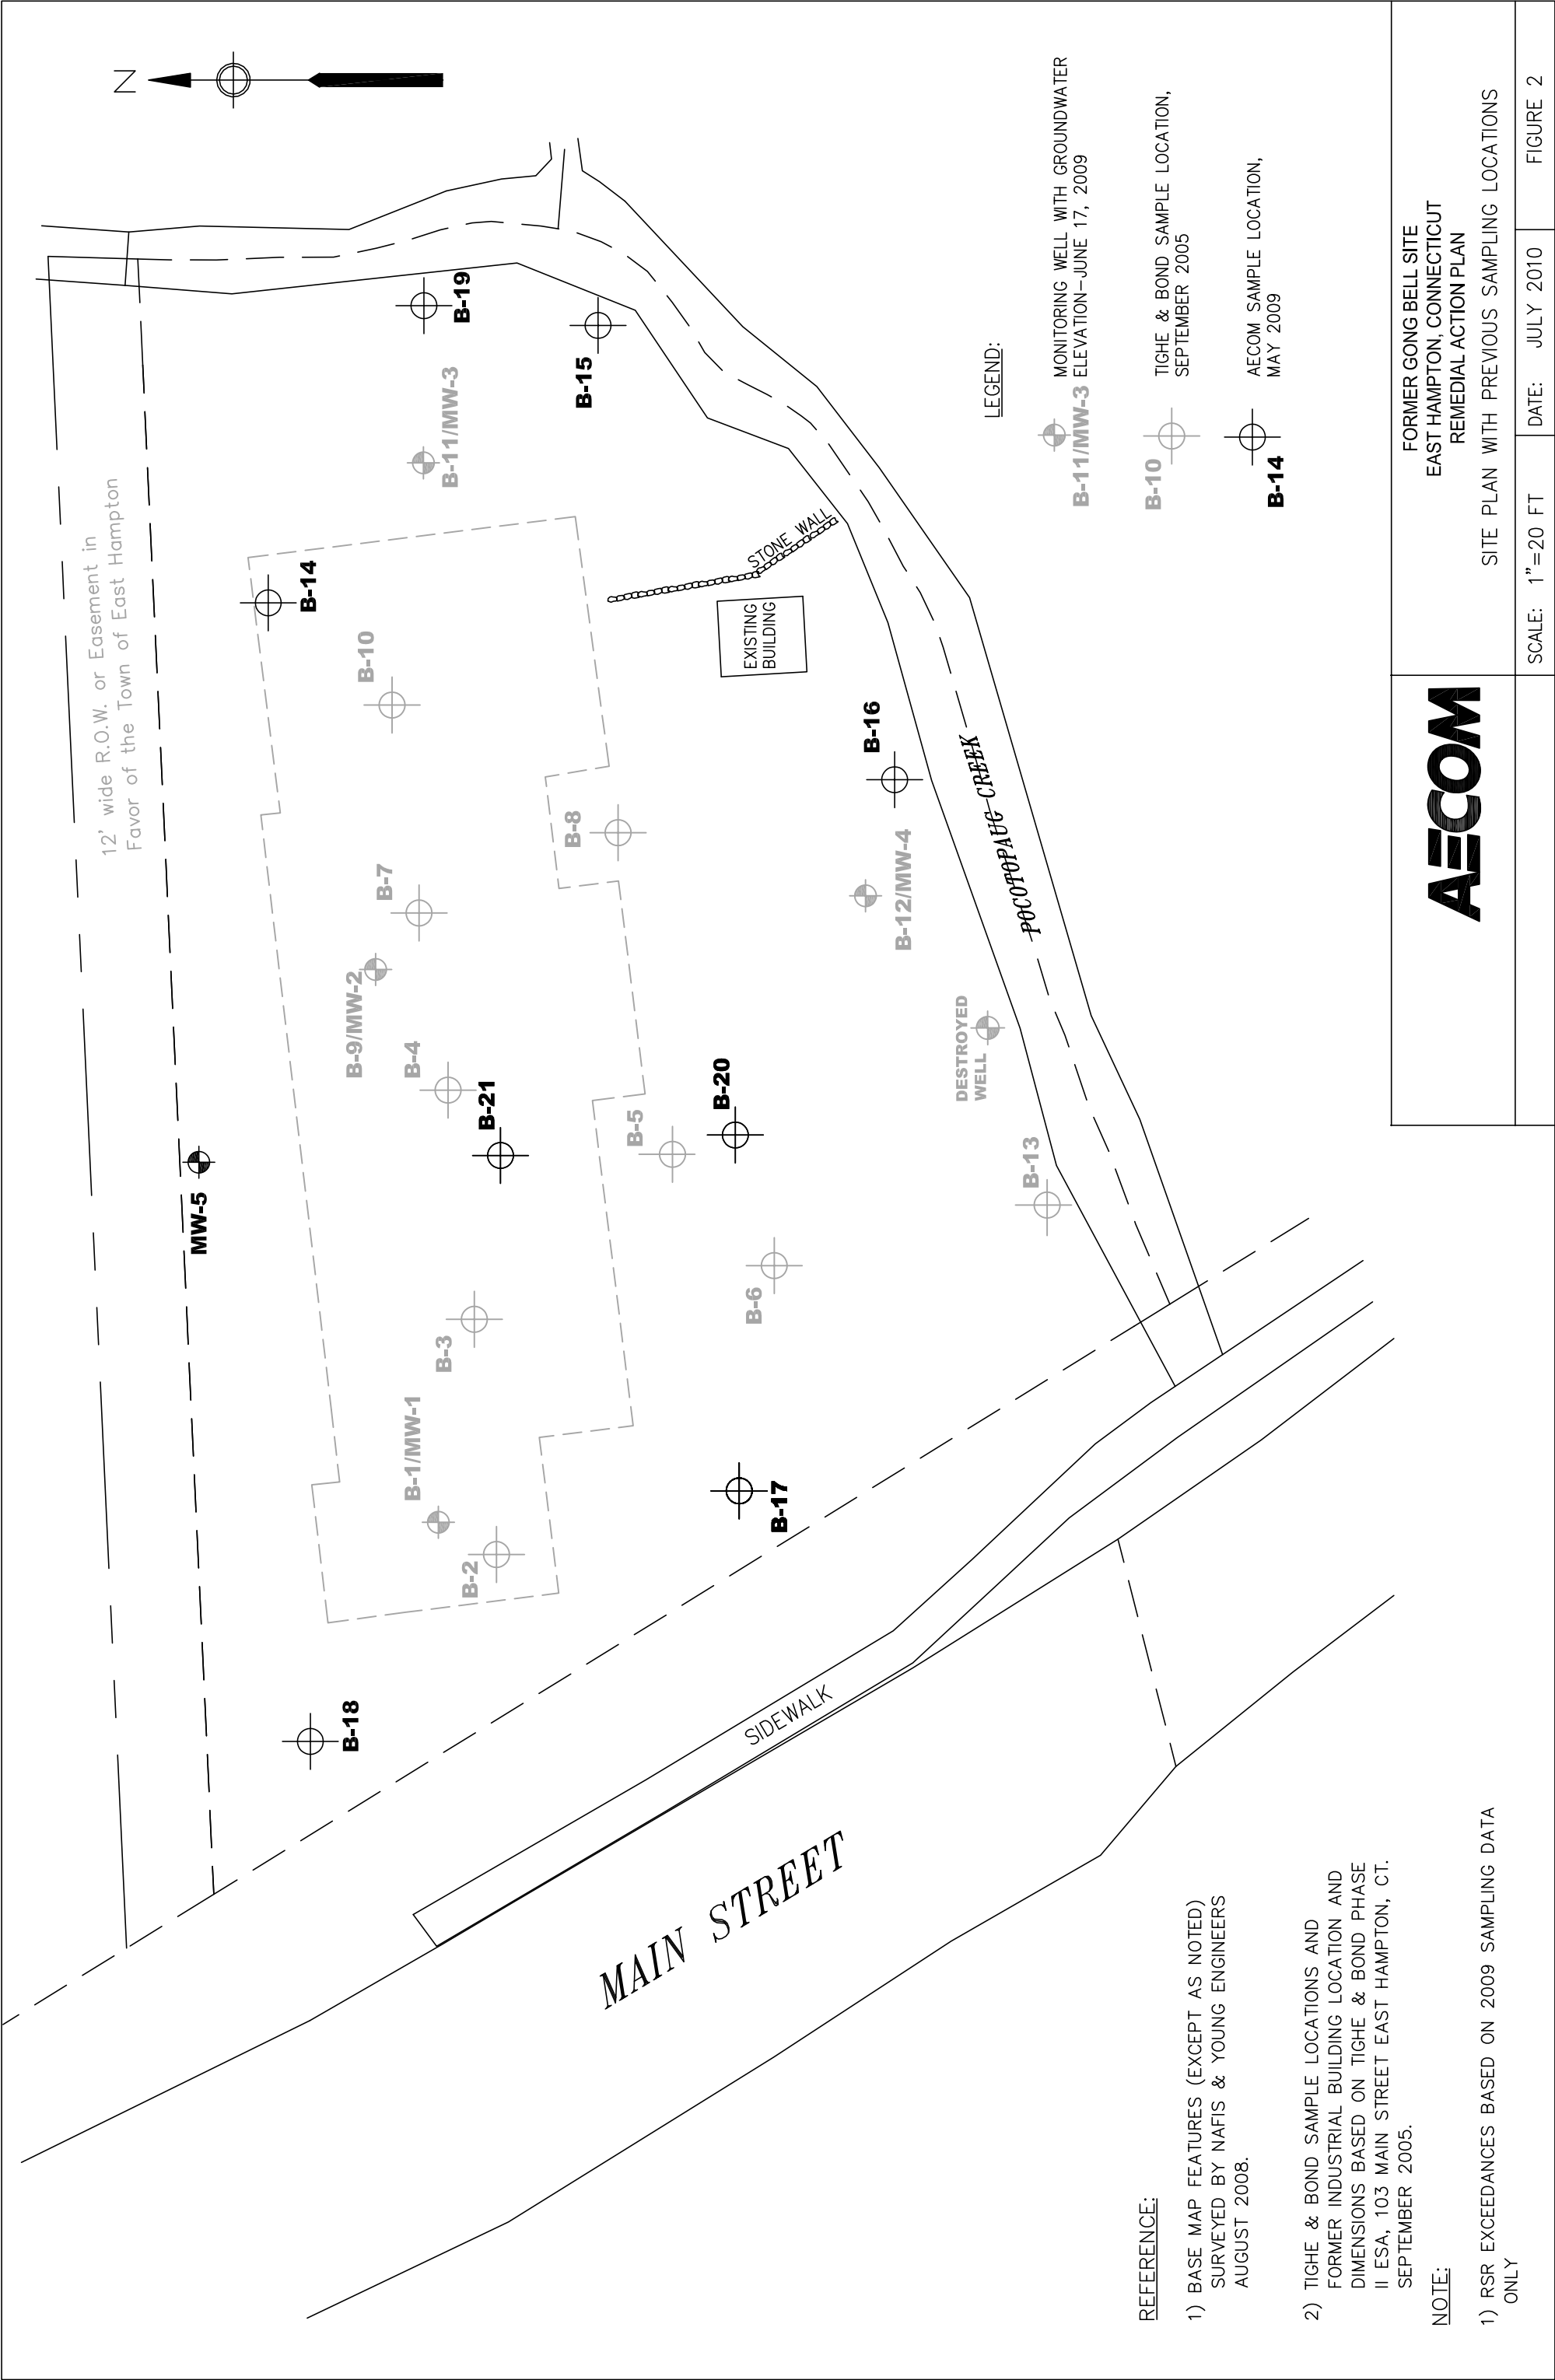 N
12' wide R.O.W. or Easement in
Favor of the Town of East Hampton
MW-5
B-18
B-14
B-19
B-10
B-11/MW-3
B-15
B-7
B-9/MW-2
B-4
B-21
B-8
B-1/MW-1
B-3
B-2
B-5
B-20
B-6
B-17
STONE WALL
EXISTING
BUILDING
B-16
B-12/MW-4
DESTROYED
WELL
B-13
POCOTOPAUG CREEK
SIDEWALK
MAIN STREET
LEGEND:
B-11/MW-3
MONITORING WELL WITH GROUNDWATER
ELEVATION-JUNE 17, 2009
B-10
TIGHE & BOND SAMPLE LOCATION,
SEPTEMBER 2005
B-14
AECOM SAMPLE LOCATION,
MAY 2009
REFERENCE:
1) BASE MAP FEATURES (EXCEPT AS NOTED)
SURVEYED BY NAFIS & YOUNG ENGINEERS
AUGUST 2008.
2) TIGHE & BOND SAMPLE LOCATIONS AND
FORMER INDUSTRIAL BUILDING LOCATION AND
DIMENSIONS BASED ON TIGHE & BOND PHASE
II ESA, 103 MAIN STREET EAST HAMPTON, CT.
SEPTEMBER 2005.
NOTE:
1) RSR EXCEEDANCES BASED ON 2009 SAMPLING DATA
ONLY
AECOM
FORMER GONG BELL SITE
EAST HAMPTON, CONNECTICUT
REMEDIAL ACTION PLAN
SITE PLAN WITH PREVIOUS SAMPLING LOCATIONS
SCALE: 1"=20 FT
DATE: JULY 2010
FIGURE 2